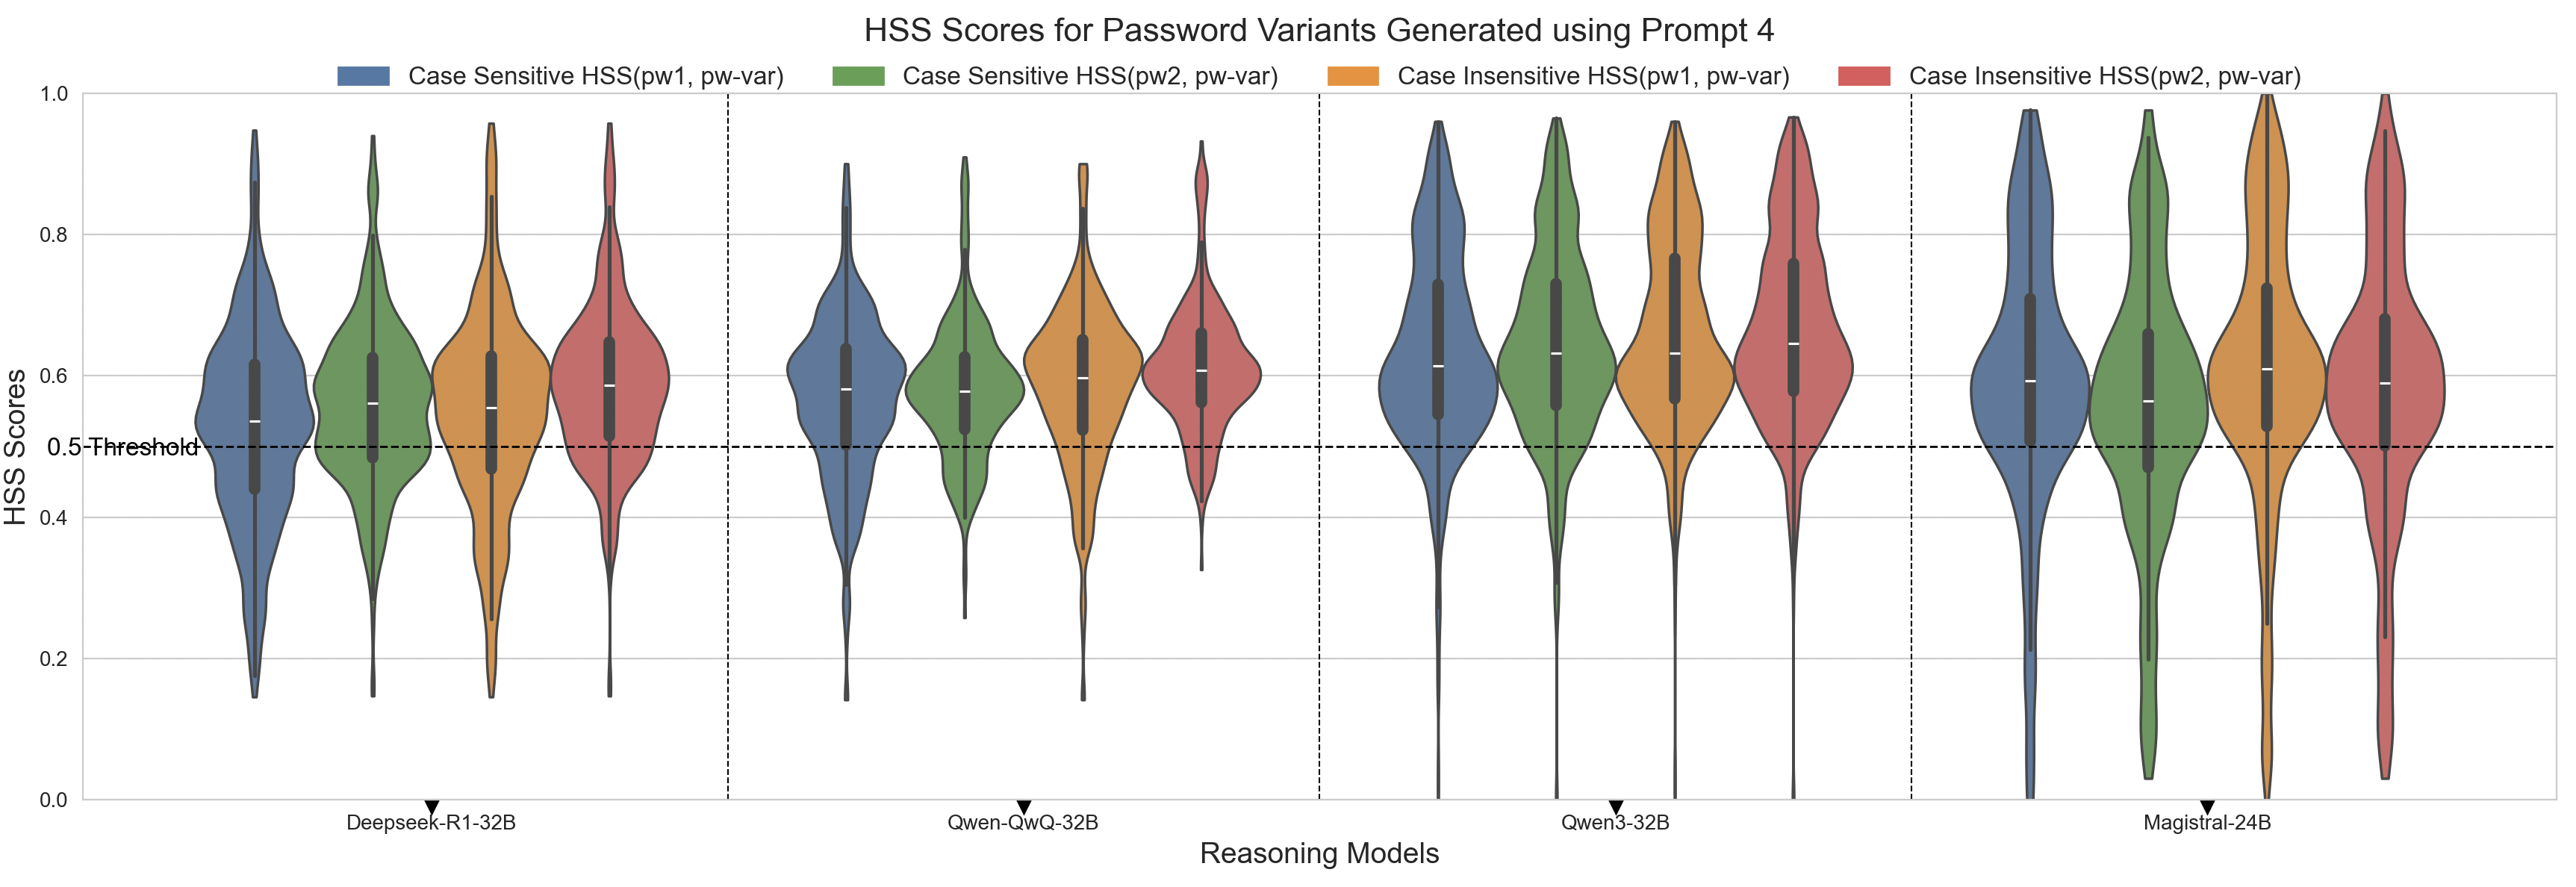 HSS Scores for Password Variants Generated using Prompt 4
Case Sensitive HSS(pw1, pw-var) Case Sensitive HSS(pw2, pw-var) Case Insensitive HSS(pw1, pw-var) Case Insensitive HSS(pw2, pw-var)
1.0
0.8
0.6
0.5 Threshold
0.4
0.2
0.0
HSS Scores
Deepseek-R1-32B Qwen-QwQ-32B Qwen3-32B Magistral-24B
Reasoning Models